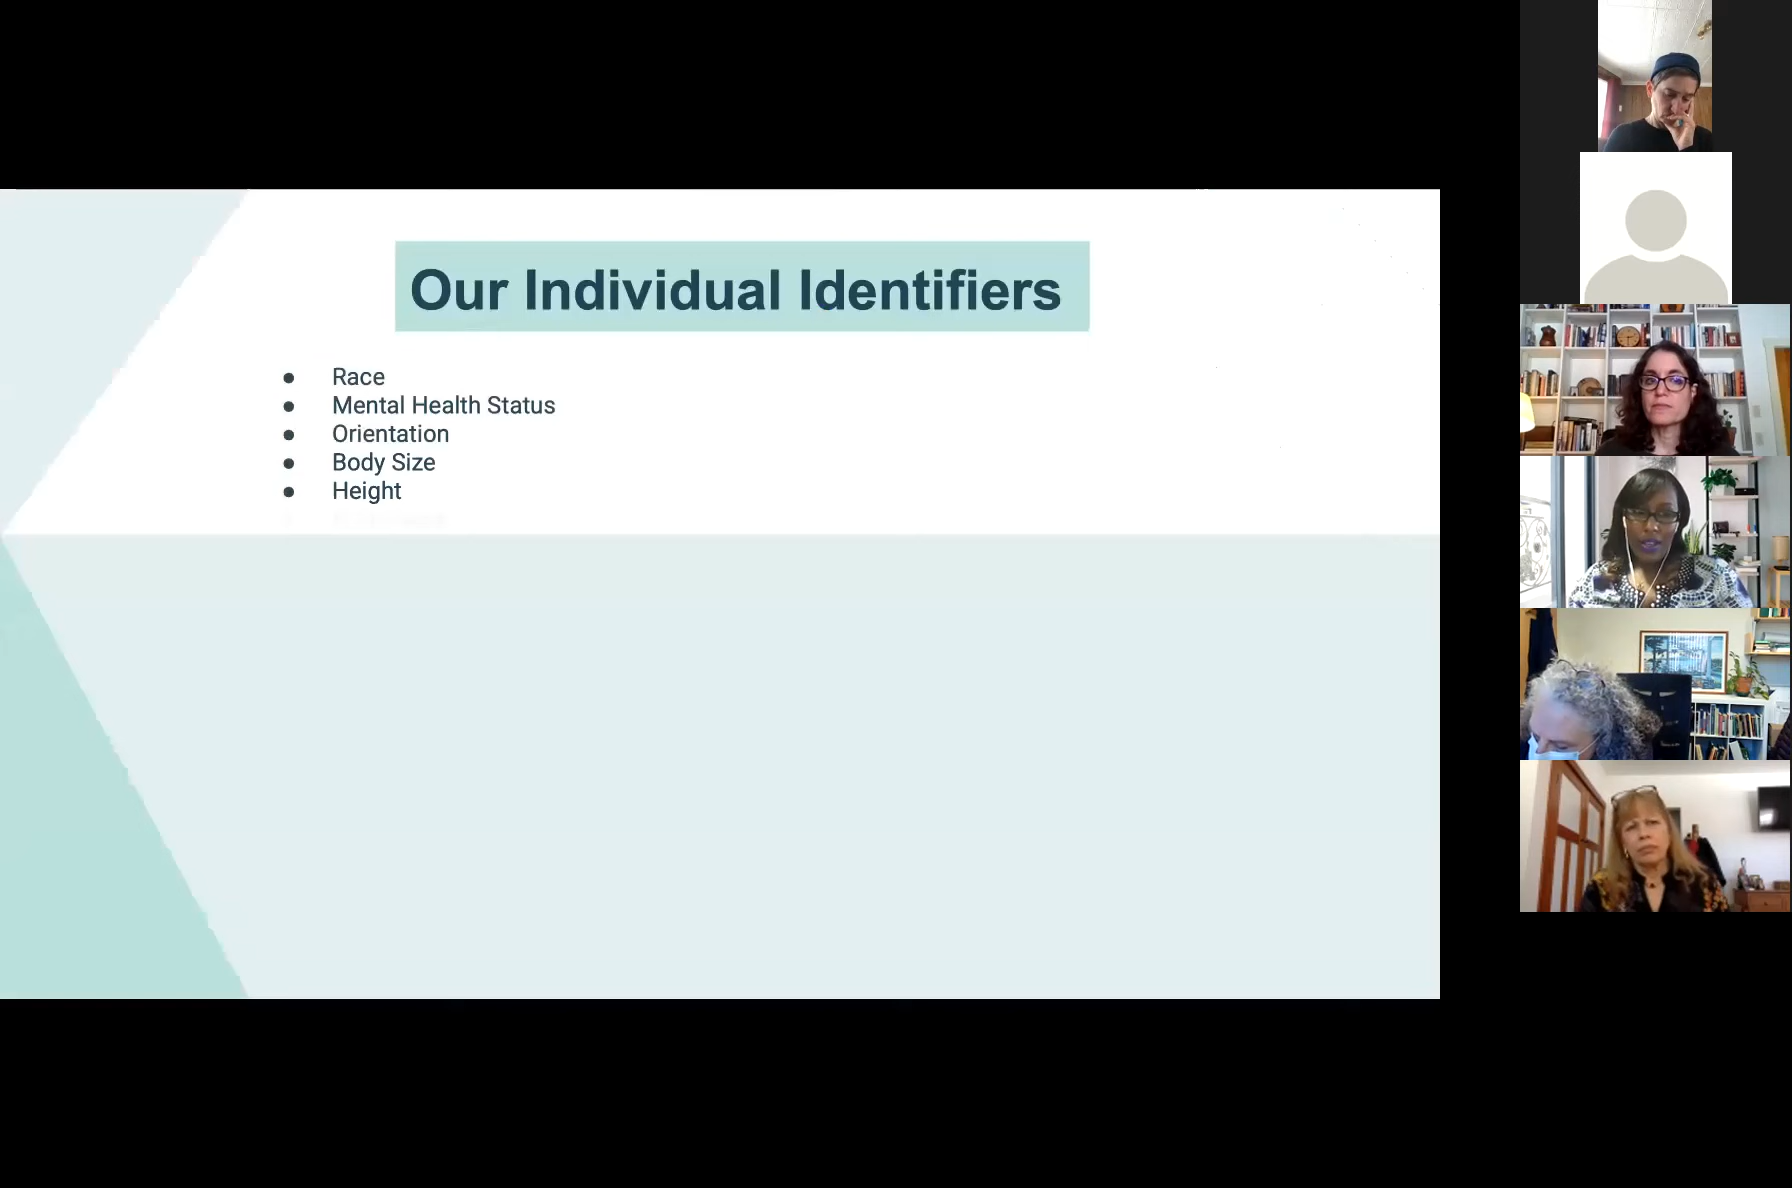 Our Individual Identifiers
● Race
● Mental Health Status
● Orientation
● Body Size
● Height